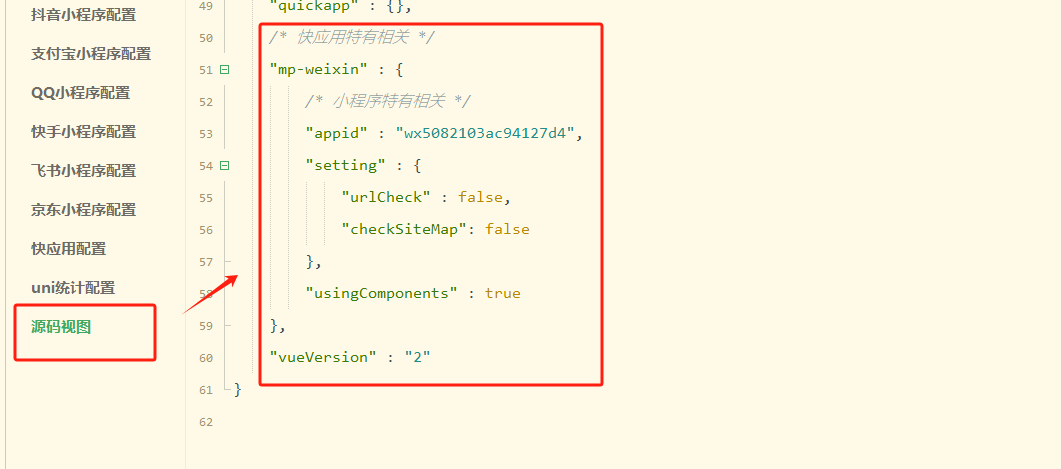 抖音小程序配置
支付宝小程序配置
QQ小程序配置
快手小程序配置
飞书小程序配置
京东小程序配置
快应用配置
uni统计配置
源码视图
49 "quickapp" : {},
50 /* 快应用特有相关 */
51 "mp-weixin" : {
52 /* 小程序特有相关 */
53 "appid" : "wx5082103ac94127d4",
54 "setting" : {
55 "urlCheck" : false,
56 "checkSiteMap": false
57 },
58 "usingComponents" : true
59 },
60 "vueVersion" : "2"
61 }
62